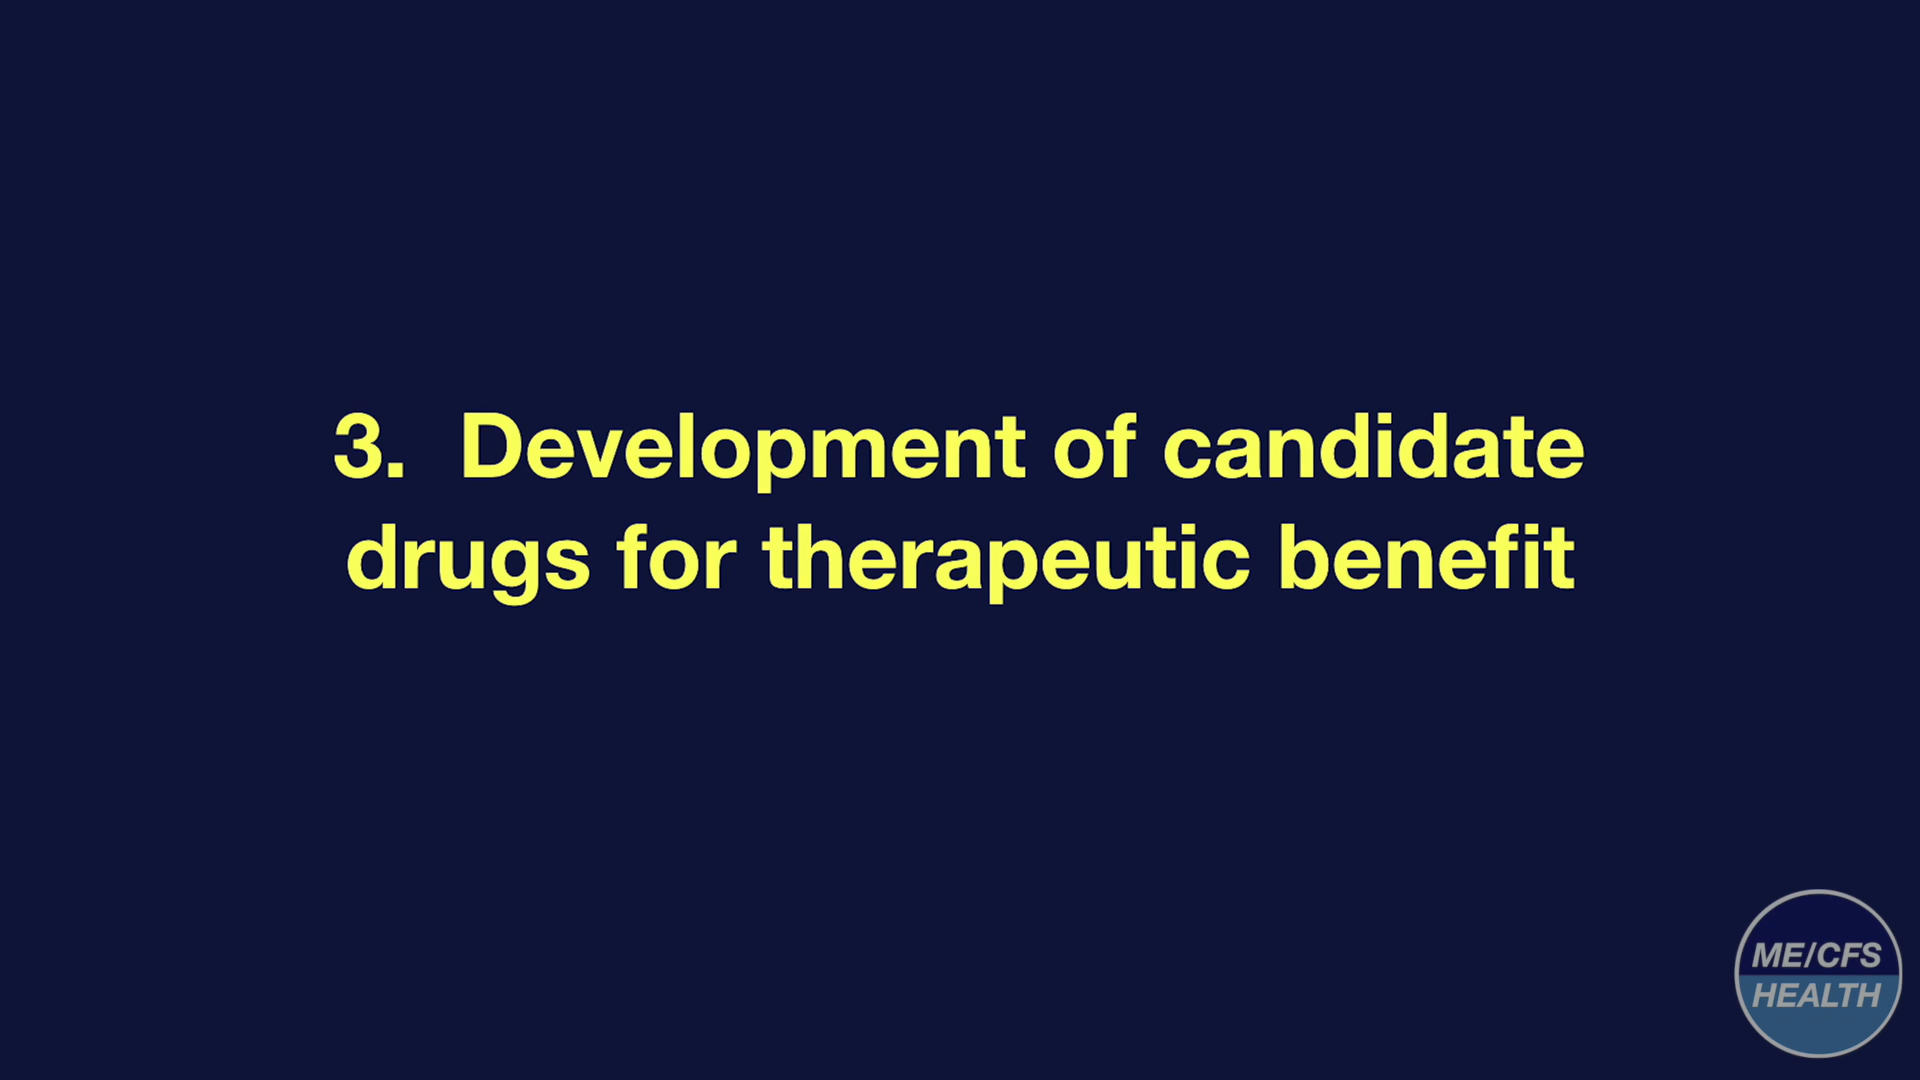 3. Development of candidate
drugs for therapeutic benefit
ME/CFS
HEALTH